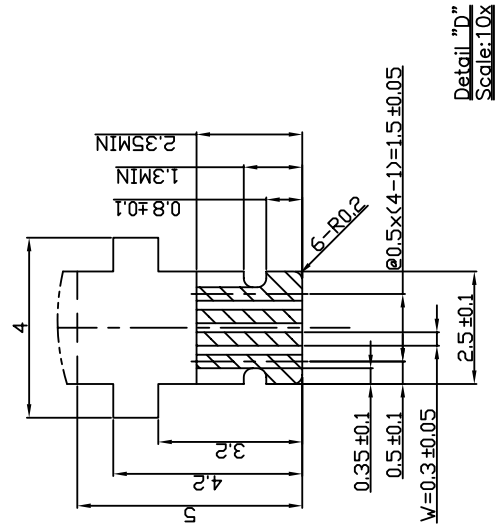 Detail "D"
Scale:10x
4
2.35MIN
1.3MIN
0.8±0.1
6-R0.2
@0.5x(4-1)=1.5±0.05
2.5±0.1
0.35±0.1
0.5±0.1
W=0.3±0.05
3.2
4.2
5